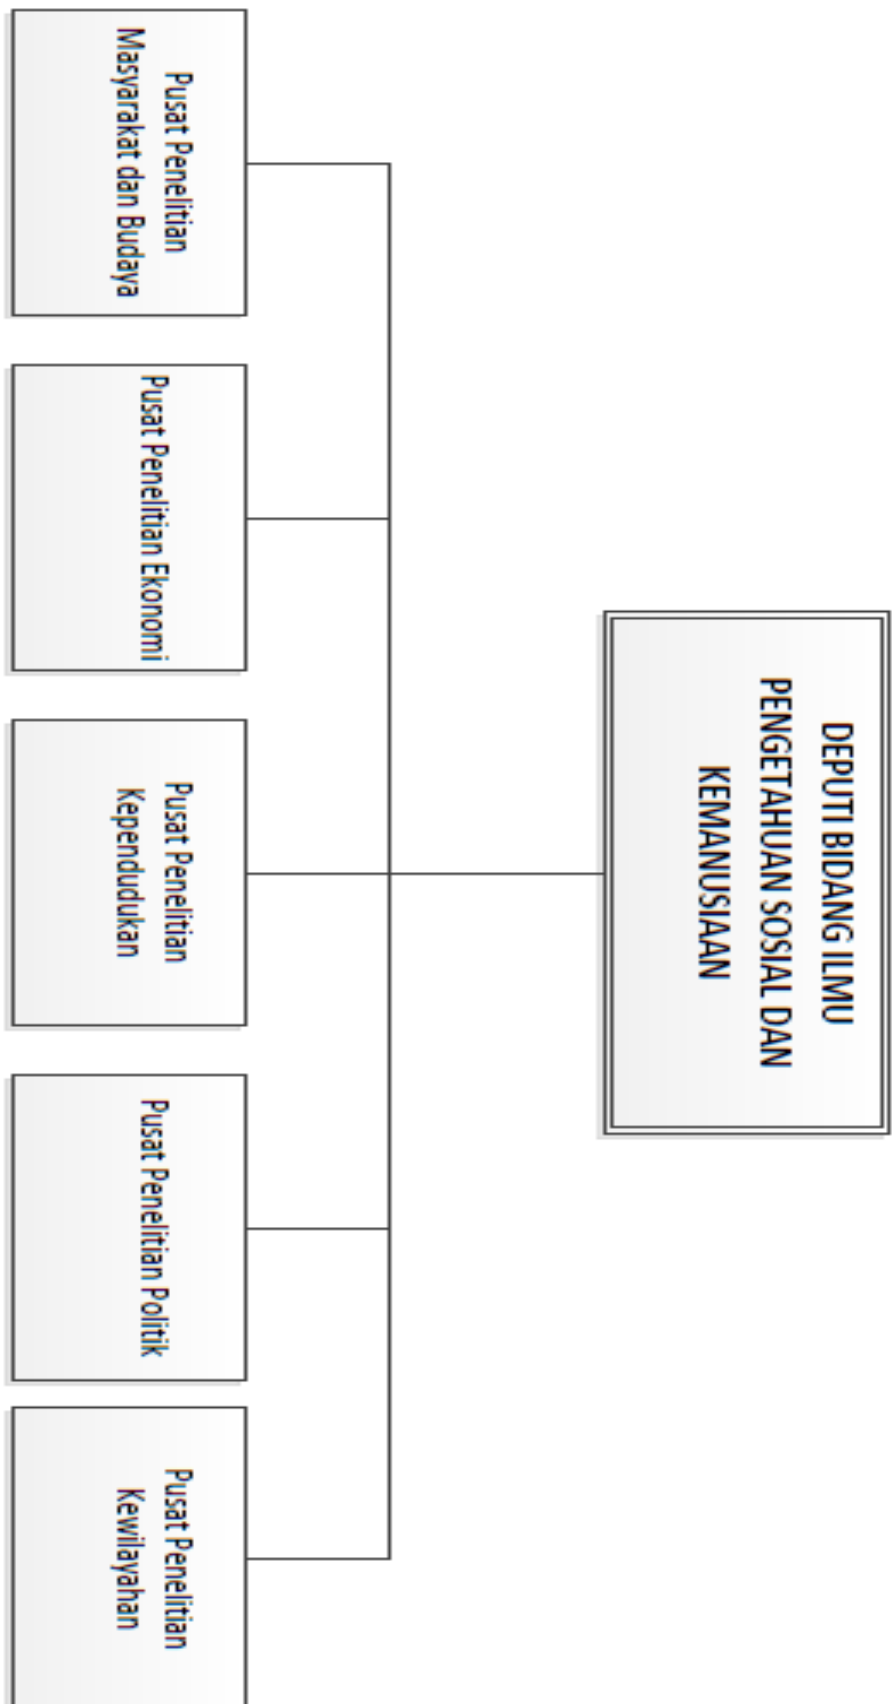 DEPUTI BIDANG ILMU
PENGETAHUAN SOSIAL DAN
KEMANUSIAAN
Pusat Penelitian
Masyarakat dan Budaya
Pusat Penelitian Ekonomi
Pusat Penelitian
Kependudukan
Pusat Penelitian Politik
Pusat Penelitian
Kewilayahan